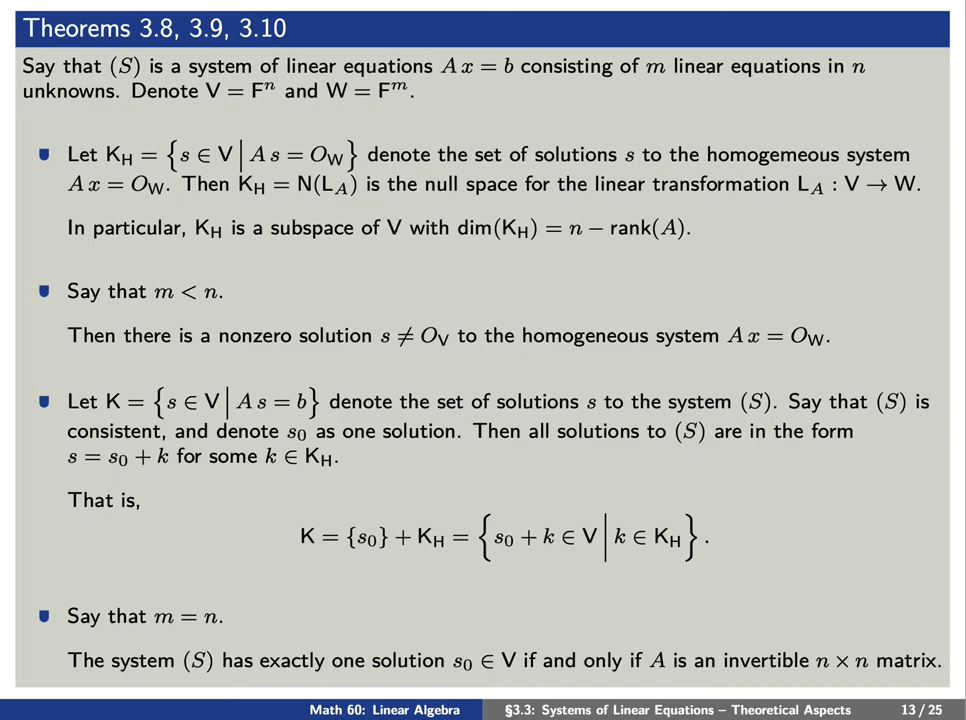 Theorems 3.8, 3.9, 3.10
Say that (S) is a system of linear equations A x = b consisting of m linear equations in n
unknowns. Denote V = Fⁿ and W = Fᵐ.
Let K_H = {s ∈ V | A s = O_W} denote the set of solutions s to the homogemeous system
A x = O_W. Then K_H = N(L_A) is the null space for the linear transformation L_A : V → W.
In particular, K_H is a subspace of V with dim(K_H) = n − rank(A).
Say that m < n.
Then there is a nonzero solution s ≠ O_V to the homogeneous system A x = O_W.
Let K = {s ∈ V | A s = b} denote the set of solutions s to the system (S). Say that (S) is
consistent, and denote s₀ as one solution. Then all solutions to (S) are in the form
s = s₀ + k for some k ∈ K_H.
That is,
K = {s₀} + K_H = {s₀ + k ∈ V | k ∈ K_H}.
Say that m = n.
The system (S) has exactly one solution s₀ ∈ V if and only if A is an invertible n × n matrix.
Math 60: Linear Algebra §3.3: Systems of Linear Equations – Theoretical Aspects 13 / 25